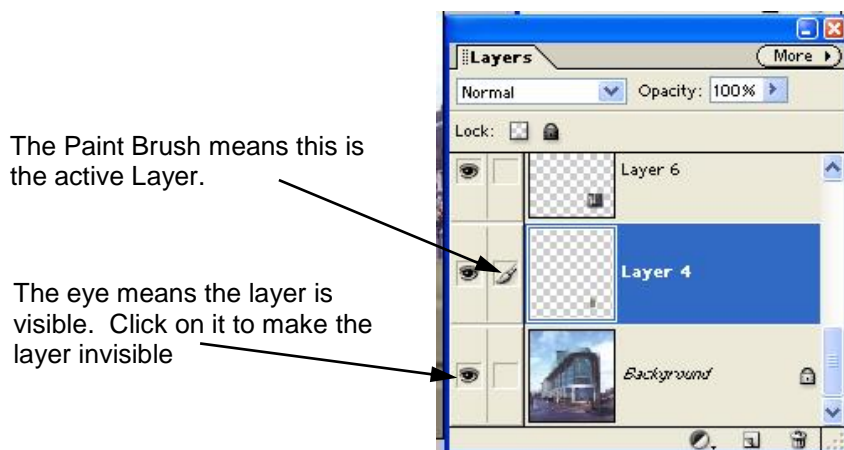 Layers
More
Normal
Opacity: 100%
Lock:
The Paint Brush means this is
the active Layer.
Layer 6
Layer 4
The eye means the layer is
visible.  Click on it to make the
layer invisible
Background